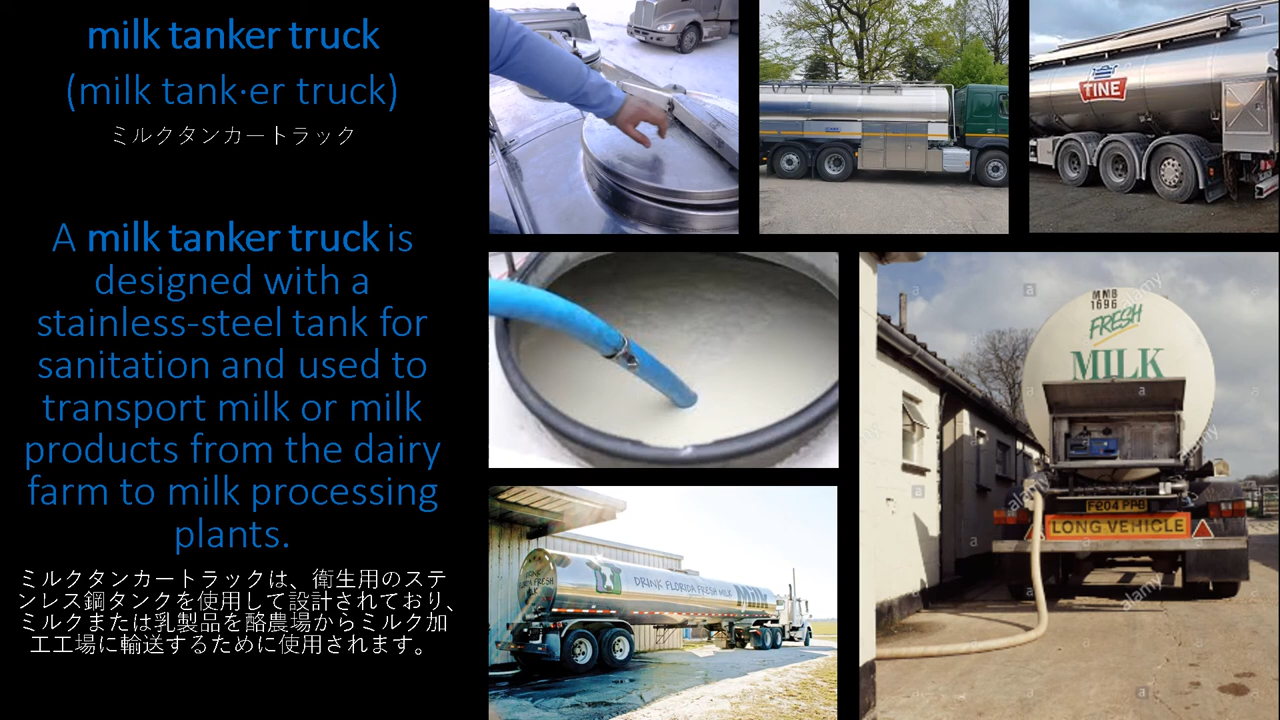 milk tanker truck
(milk tank·er truck)
ミルクタンカートラック
A milk tanker truck is
designed with a
stainless-steel tank for
sanitation and used to
transport milk or milk
products from the dairy
farm to milk processing
plants.
ミルクタンカートラックは、衛生用のステ
ンレス鋼タンクを使用して設計されており、
ミルクまたは乳製品を酪農場からミルク加
工工場に輸送するために使用されます。
TINE
MMB
1696
FRESH
MILK
F204 PPB
LONG VEHICLE
DRINK FLORIDA FRESH MILK
MILK
alamy
alamy
alamy
alamy